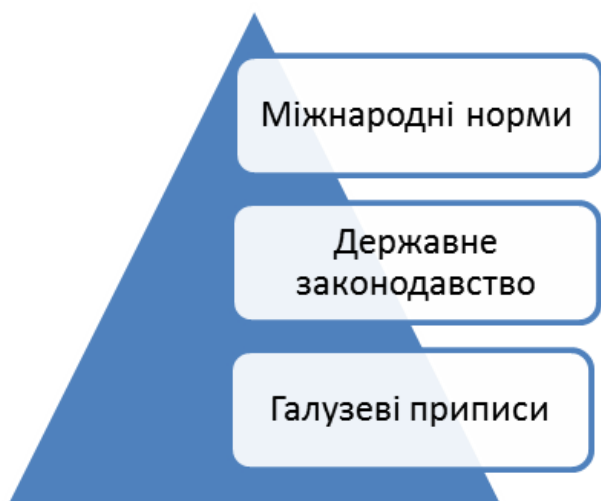 Міжнародні норми
Державне
законодавство
Галузеві приписи